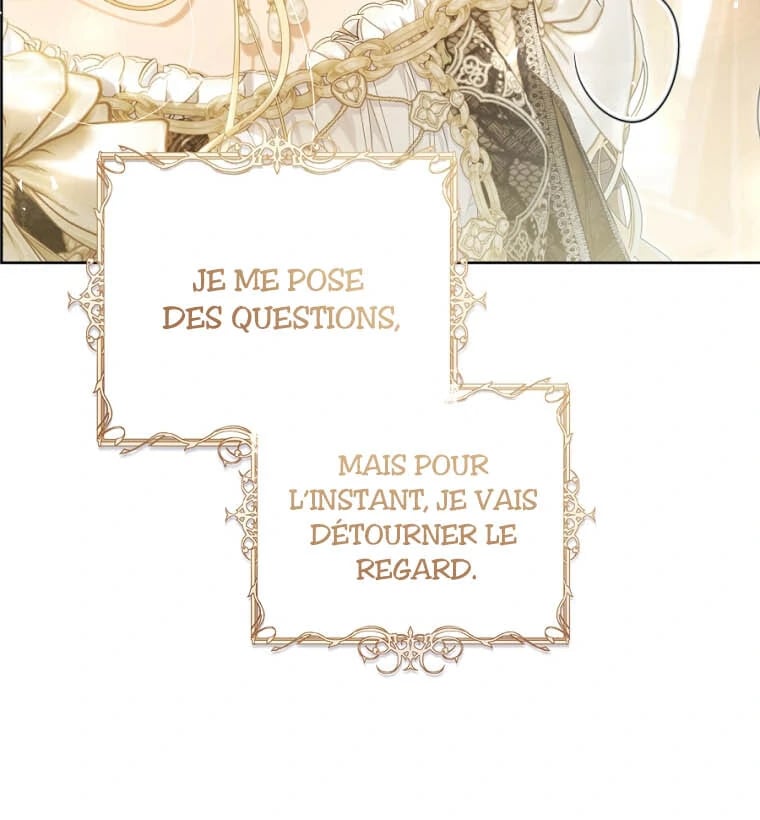 JE ME POSE
DES QUESTIONS,
MAIS POUR
L'INSTANT, JE VAIS
DÉTOURNER LE
REGARD.